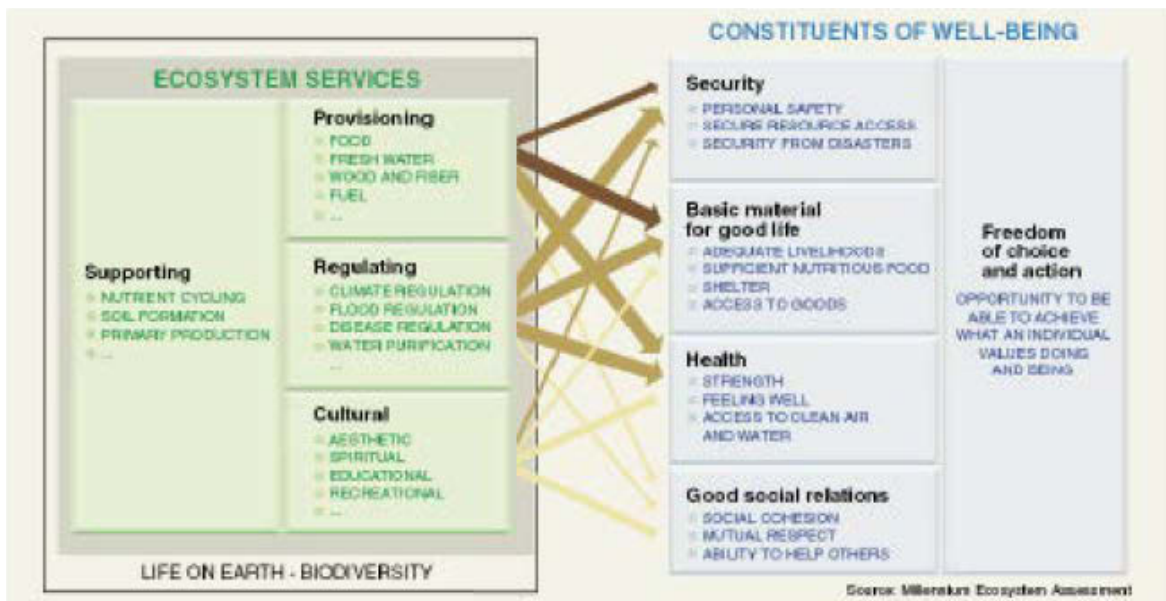 ECOSYSTEM SERVICES
Supporting
NUTRIENT CYCLING
SOIL FORMATION
PRIMARY PRODUCTION
...
Provisioning
FOOD
FRESH WATER
WOOD AND FIBER
FUEL
...
Regulating
CLIMATE REGULATION
FLOOD REGULATION
DISEASE REGULATION
WATER PURIFICATION
...
Cultural
AESTHETIC
SPIRITUAL
EDUCATIONAL
RECREATIONAL
...
LIFE ON EARTH - BIODIVERSITY
CONSTITUENTS OF WELL-BEING
Security
PERSONAL SAFETY
SECURE RESOURCE ACCESS
SECURITY FROM DISASTERS
Basic material
for good life
ADEQUATE LIVELIHOODS
SUFFICIENT NUTRITIOUS FOOD
SHELTER
ACCESS TO GOODS
Health
STRENGTH
FEELING WELL
ACCESS TO CLEAN AIR
AND WATER
Good social relations
SOCIAL COHESION
MUTUAL RESPECT
ABILITY TO HELP OTHERS
Freedom
of choice
and action
OPPORTUNITY TO BE
ABLE TO ACHIEVE
WHAT AN INDIVIDUAL
VALUES DOING
AND BEING
Source: Millennium Ecosystem Assessment